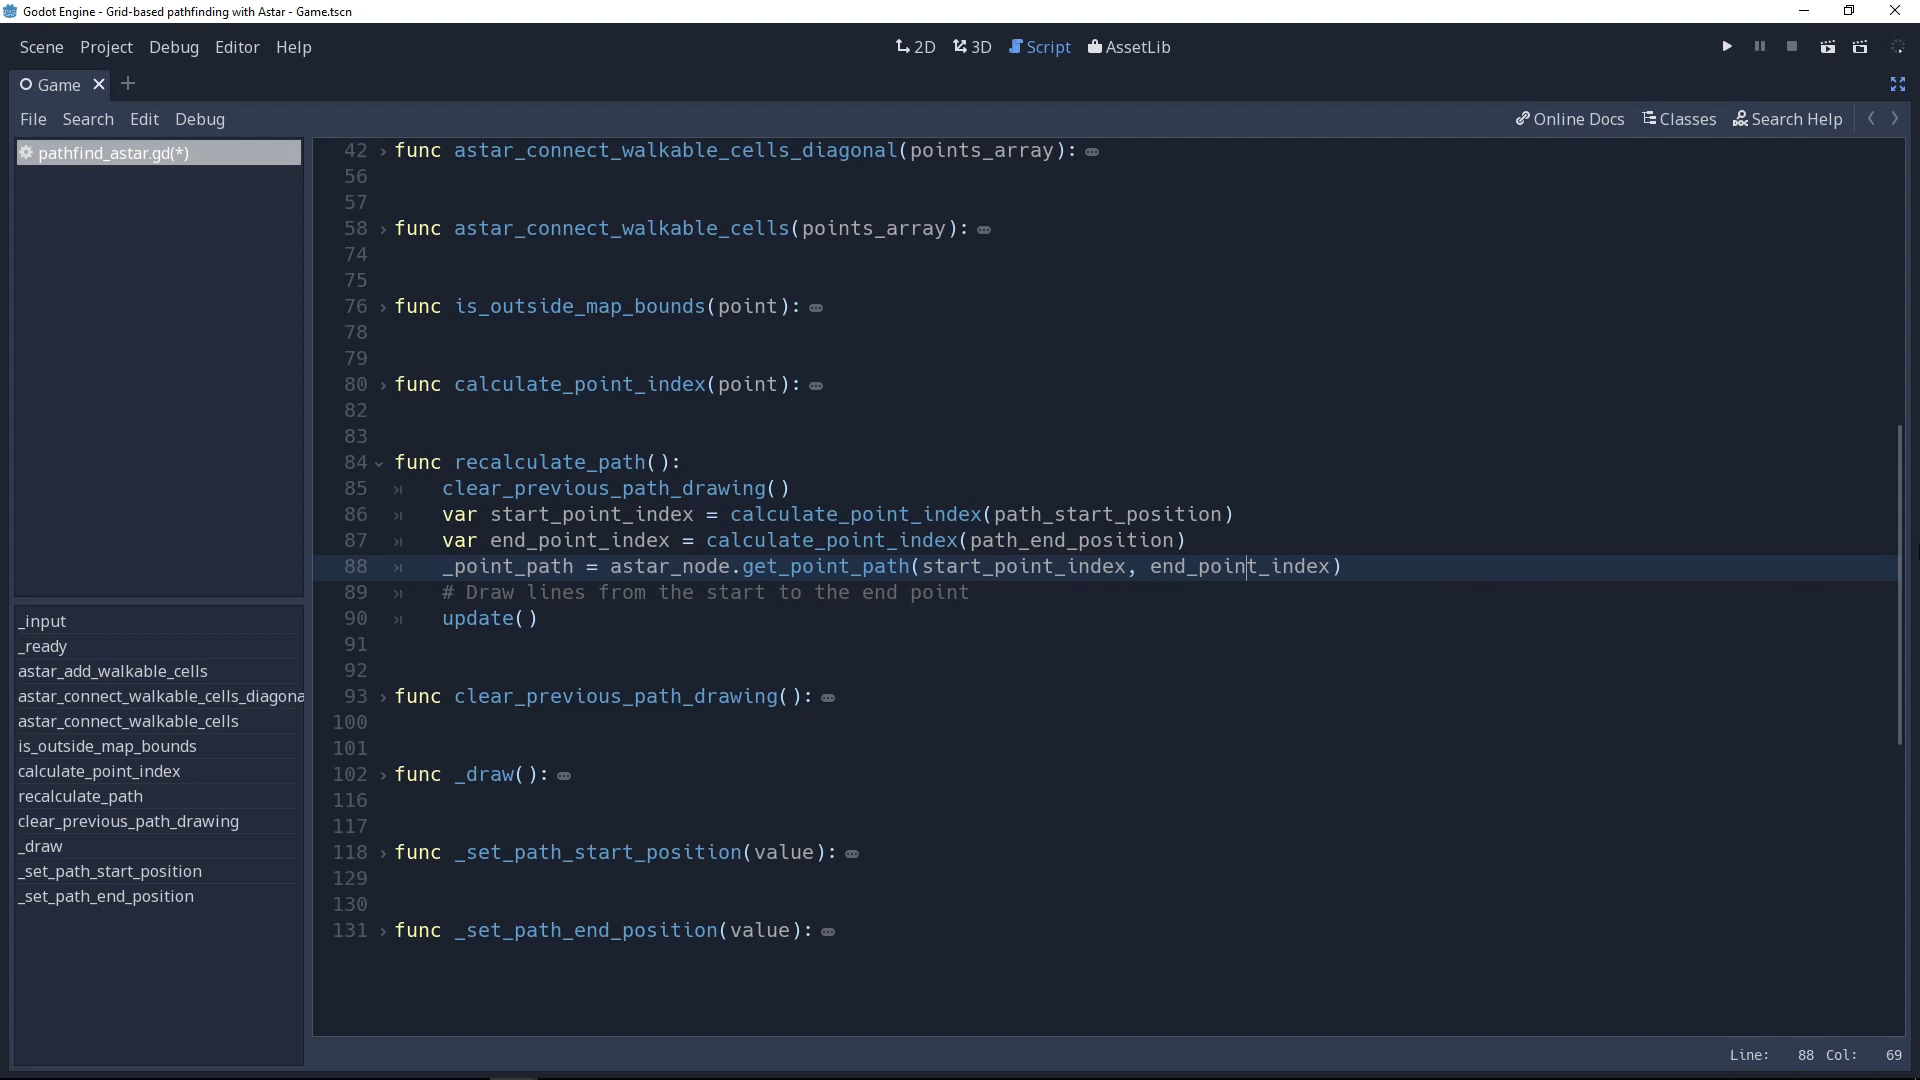 Godot Engine - Grid-based pathfinding with Astar - Game.tscn
Scene Project Debug Editor Help 2D 3D Script AssetLib
Game
File Search Edit Debug Online Docs Classes Search Help
pathfind_astar.gd(*)
42 func astar_connect_walkable_cells_diagonal(points_array):
56
57
58 func astar_connect_walkable_cells(points_array):
74
75
76 func is_outside_map_bounds(point):
78
79
80 func calculate_point_index(point):
82
83
84 func recalculate_path():
85 clear_previous_path_drawing()
86 var start_point_index = calculate_point_index(path_start_position)
87 var end_point_index = calculate_point_index(path_end_position)
88 _point_path = astar_node.get_point_path(start_point_index, end_point_index)
89 # Draw lines from the start to the end point
90 update()
91
92
93 func clear_previous_path_drawing():
100
101
102 func _draw():
116
117
118 func _set_path_start_position(value):
129
130
131 func _set_path_end_position(value):
_input
_ready
astar_add_walkable_cells
astar_connect_walkable_cells_diagona
astar_connect_walkable_cells
is_outside_map_bounds
calculate_point_index
recalculate_path
clear_previous_path_drawing
_draw
_set_path_start_position
_set_path_end_position
Line: 88 Col: 69